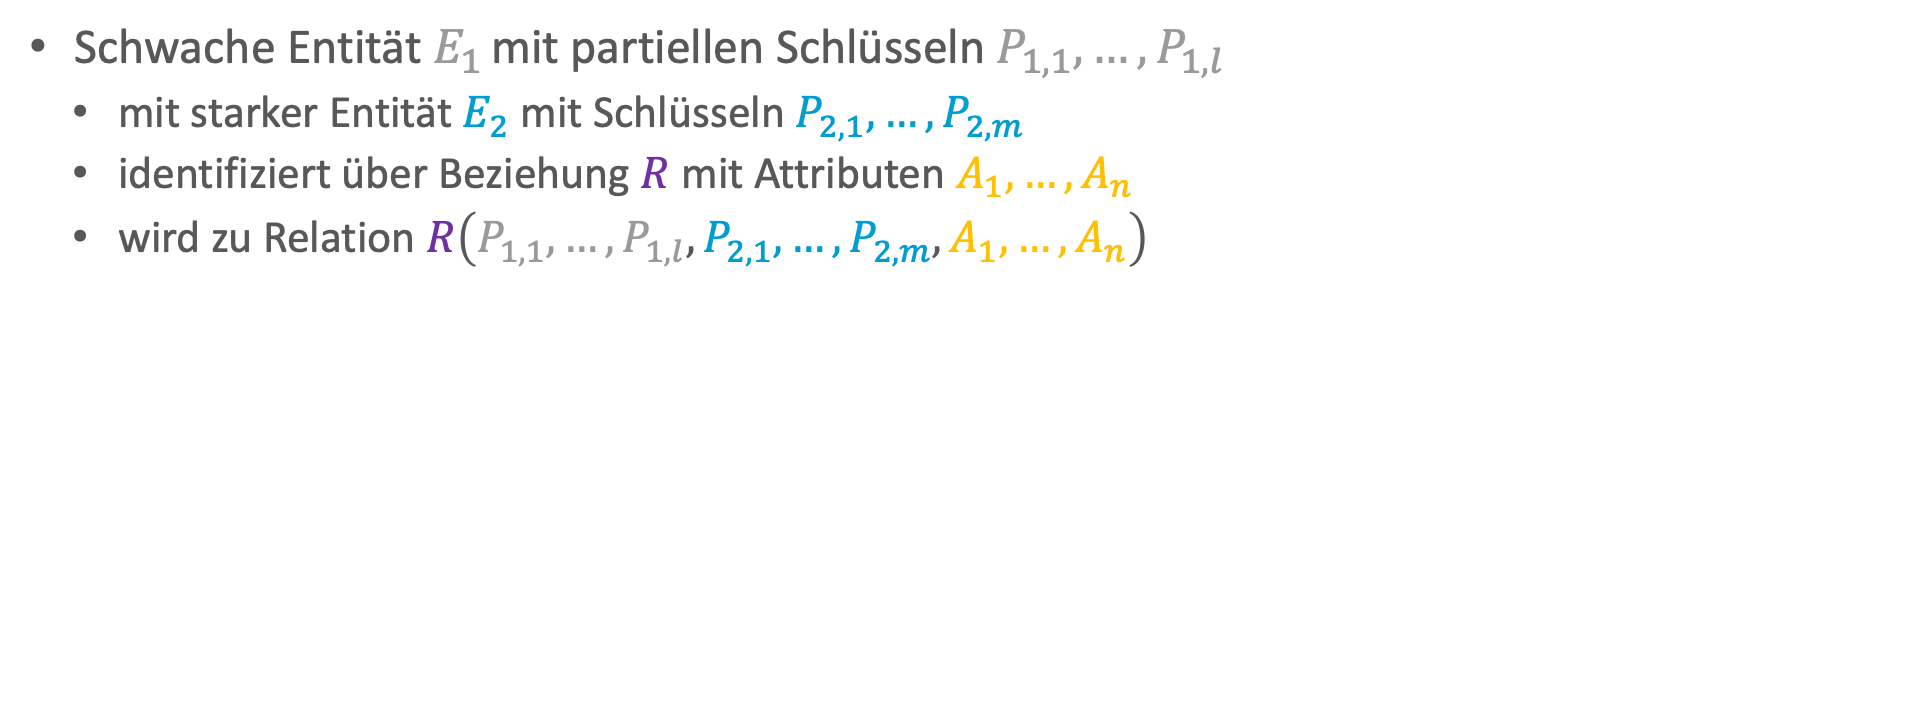 • Schwache Entität E₁ mit partiellen Schlüsseln P₁,₁, … , P₁,ₗ
• mit starker Entität E₂ mit Schlüsseln P₂,₁, … , P₂,ₘ
• identifiziert über Beziehung R mit Attributen A₁, … , Aₙ
• wird zu Relation R(P₁,₁, … , P₁,ₗ, P₂,₁, … , P₂,ₘ, A₁, … , Aₙ)